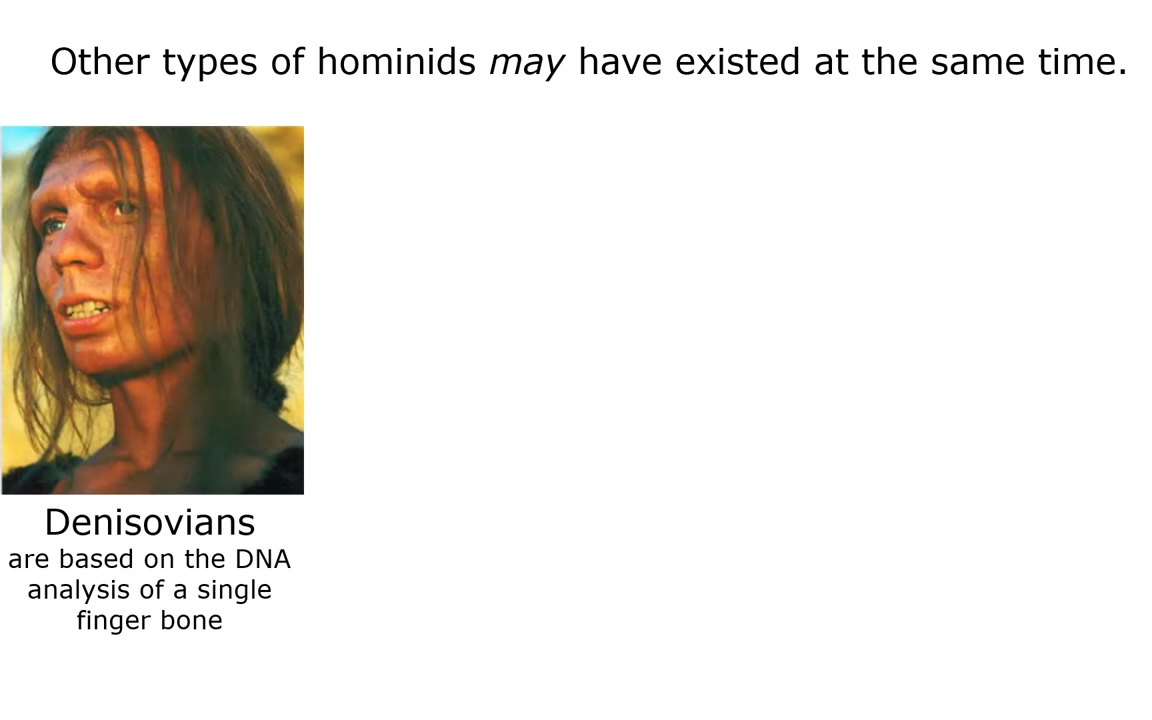 Other types of hominids may have existed at the same time.
Denisovians
are based on the DNA
analysis of a single
finger bone